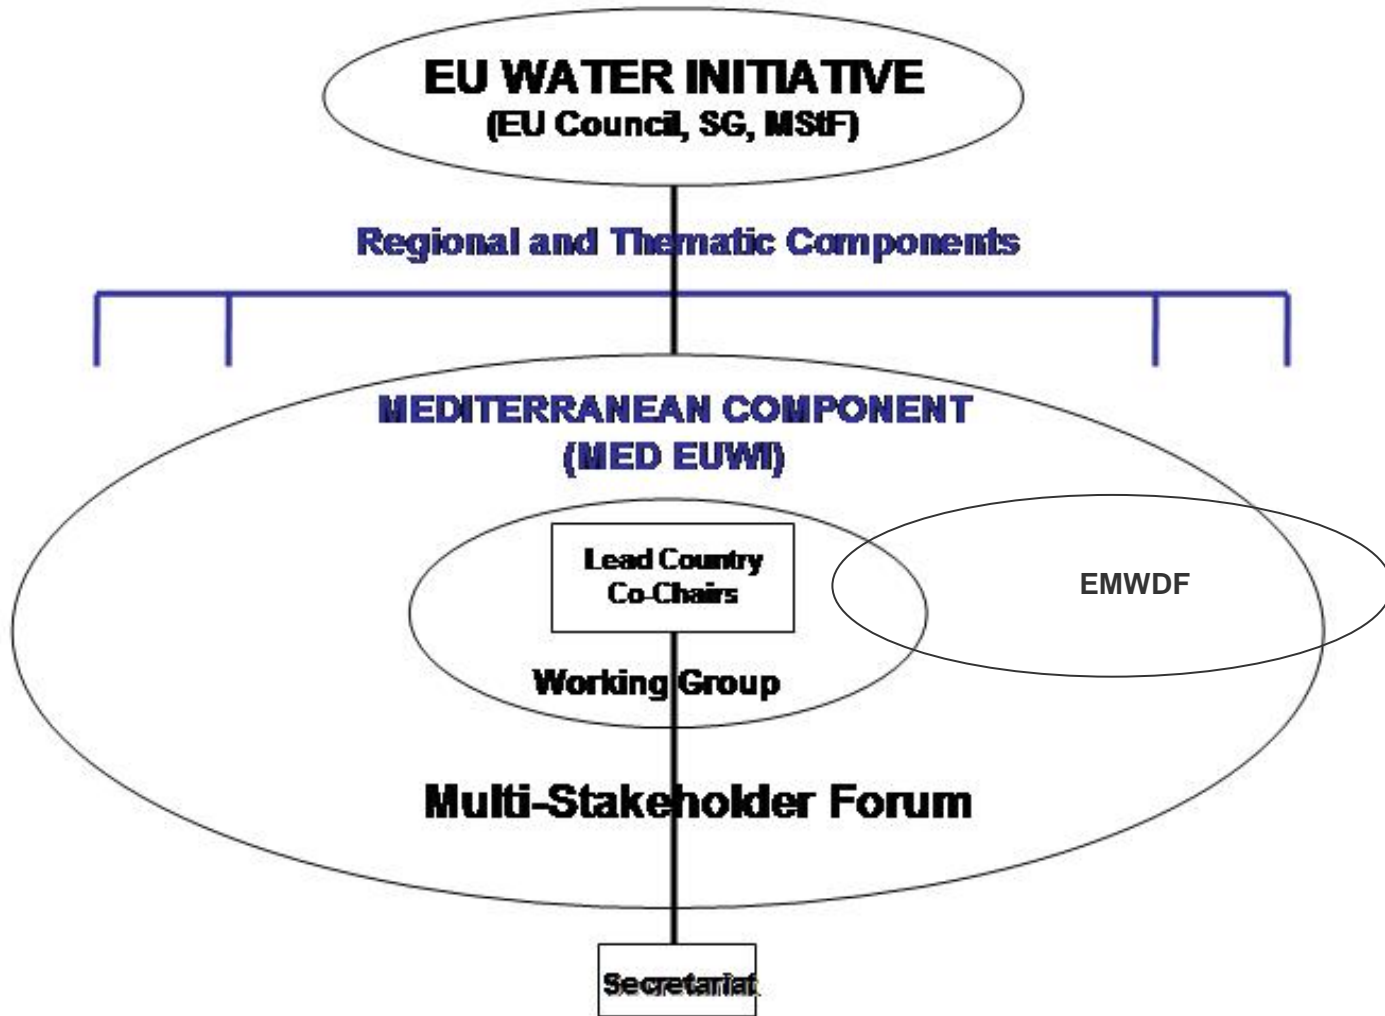 EU WATER INITIATIVE
(EU Council, SG, MStF)
Regional and Thematic Components
MEDITERRANEAN COMPONENT
(MED EUWI)
Lead Country
Co-Chairs
EMWDF
Working Group
Multi-Stakeholder Forum
Secretariat